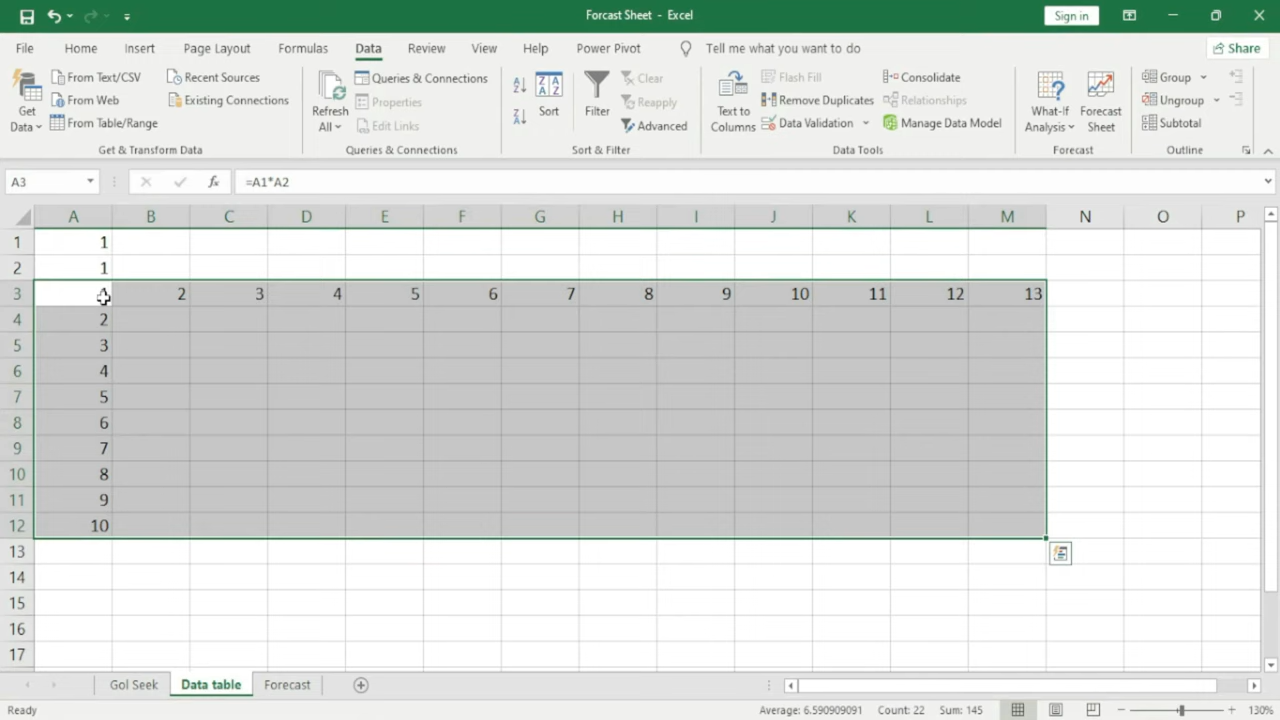 Forcast Sheet - Excel
Sign in
File Home Insert Page Layout Formulas Data Review View Help Power Pivot Tell me what you want to do Share
Get Data
From Text/CSV
From Web
From Table/Range
Recent Sources
Existing Connections
Get & Transform Data
Refresh All
Queries & Connections
Properties
Edit Links
Queries & Connections
Sort
Filter
Clear
Reapply
Advanced
Sort & Filter
Text to Columns
Flash Fill
Remove Duplicates
Data Validation
Consolidate
Relationships
Manage Data Model
Data Tools
What-If Analysis
Forecast Sheet
Forecast
Group
Ungroup
Subtotal
Outline
A3 fx =A1*A2
A B C D E F G H I J K L M N O P
1 1
2 1
3 2 3 4 5 6 7 8 9 10 11 12 13
4 2
5 3
6 4
7 5
8 6
9 7
10 8
11 9
12 10
13
14
15
16
17
Gol Seek Data table Forecast
Ready Average: 6.590909091 Count: 22 Sum: 145 130%